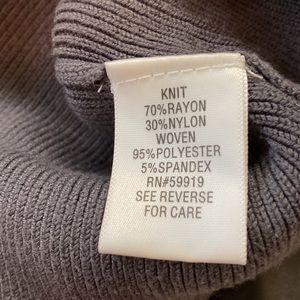 KNIT
70%RAYON
30%NYLON
WOVEN
95%POLYESTER
5%SPANDEX
RN#59919
SEE REVERSE
FOR CARE